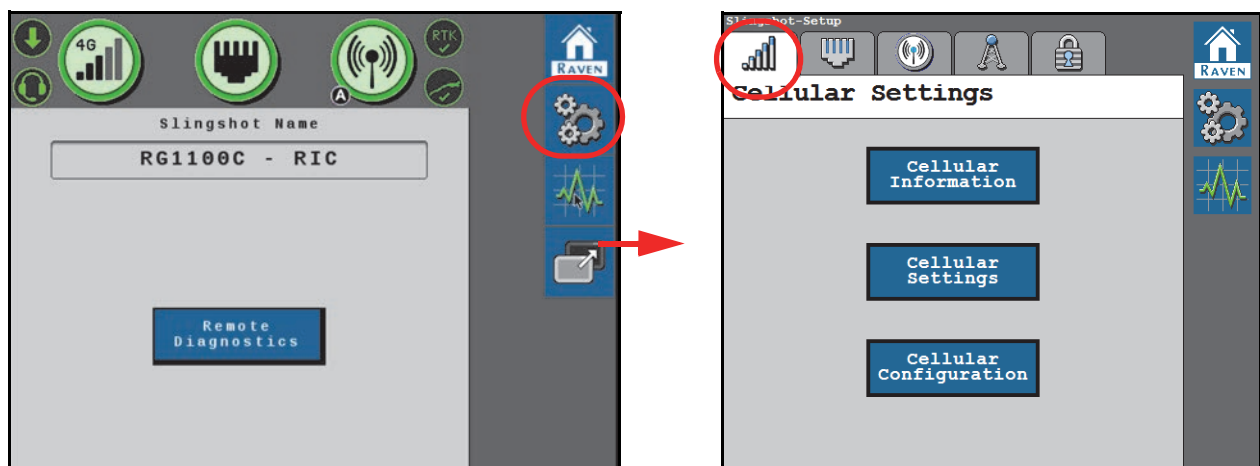 4G
RTK
A
RAVEN
Slingshot Name
RG1100C - RIC
Remote
Diagnostics
Slingshot-Setup
Cellular Settings
RAVEN
Cellular
Information
Cellular
Settings
Cellular
Configuration